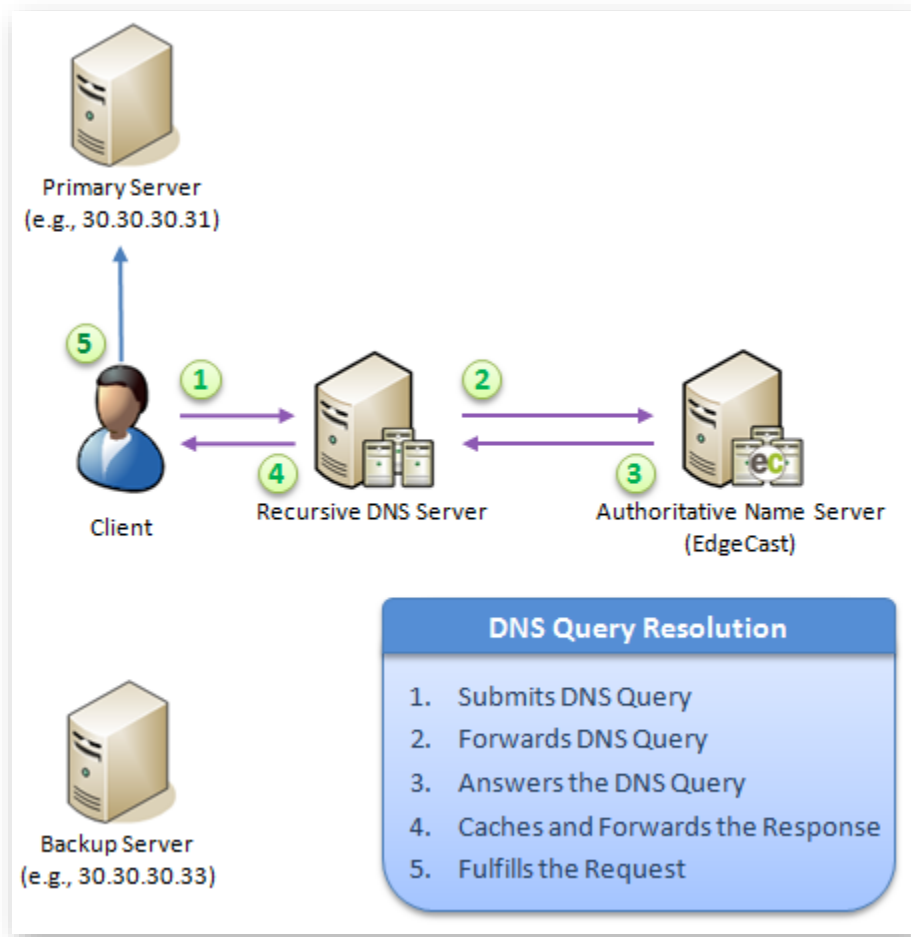 Primary Server
(e.g., 30.30.30.31)
5
1
2
4
3
Client
Recursive DNS Server
ec
Authoritative Name Server
(EdgeCast)
DNS Query Resolution
1. Submits DNS Query
2. Forwards DNS Query
3. Answers the DNS Query
4. Caches and Forwards the Response
5. Fulfills the Request
Backup Server
(e.g., 30.30.30.33)